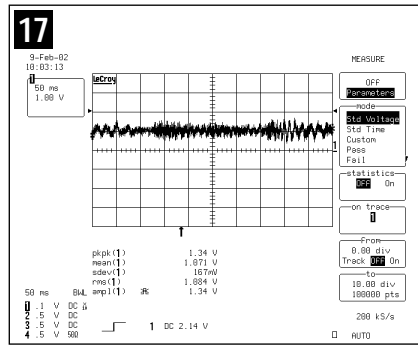 17
9-Feb-02
10:03:13
1
50 ms
1.00 V
LeCroy
1
MEASURE
Off
Parameters
mode
Std Voltage
Std Time
Custom
Pass
Fail
statistics
Off On
on trace
1
from
0.00 div
Track Off On
to
10.00 div
100000 pts
pkpk(1) 1.34 V
mean(1) 1.071 V
sdev(1) 167mV
rms(1) 1.084 V
ampl(1) 1.34 V
50 ms BWL
1 .1 V DC
2 .5 V DC
3 .5 V DC
4 .5 V 50Ω
1 DC 2.14 V
200 kS/s
AUTO